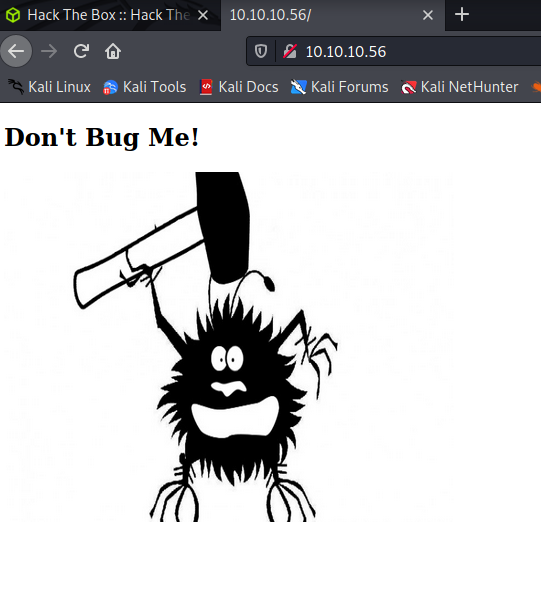 Hack The Box :: Hack The
10.10.10.56/
10.10.10.56
Kali Linux Kali Tools Kali Docs Kali Forums Kali NetHunter
Don't Bug Me!